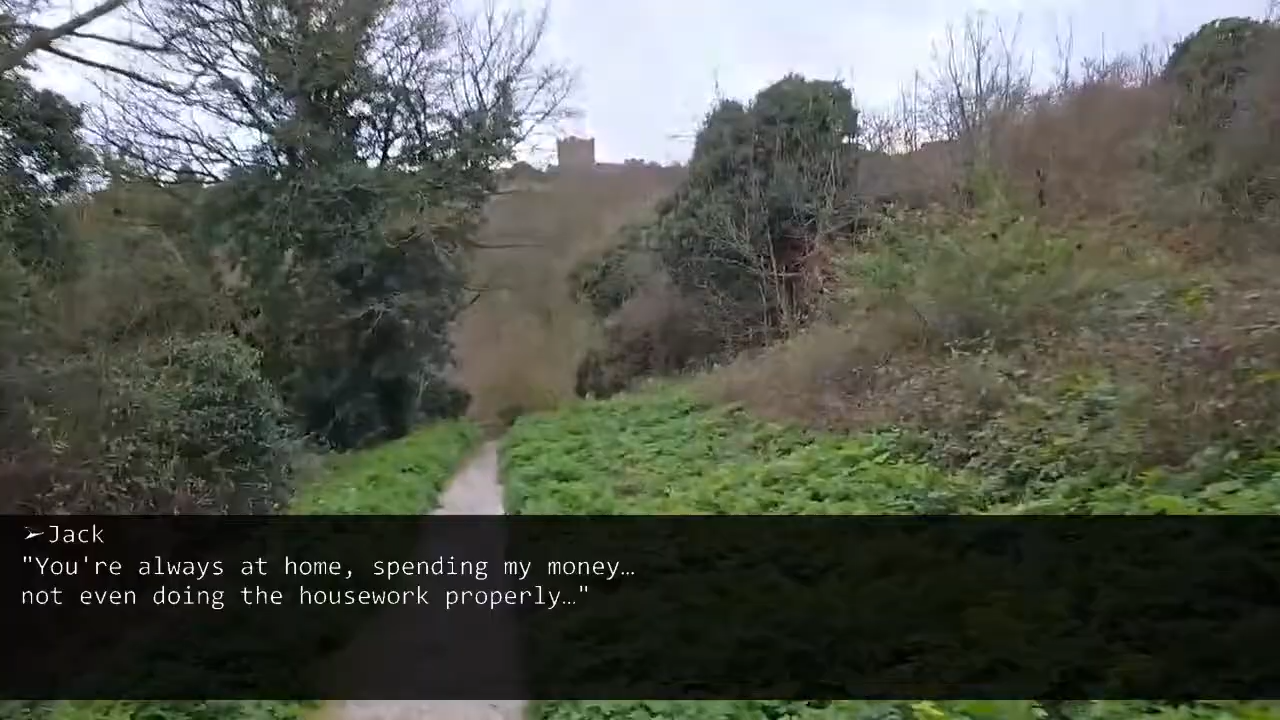 ➢Jack
"You're always at home, spending my money…
not even doing the housework properly…"